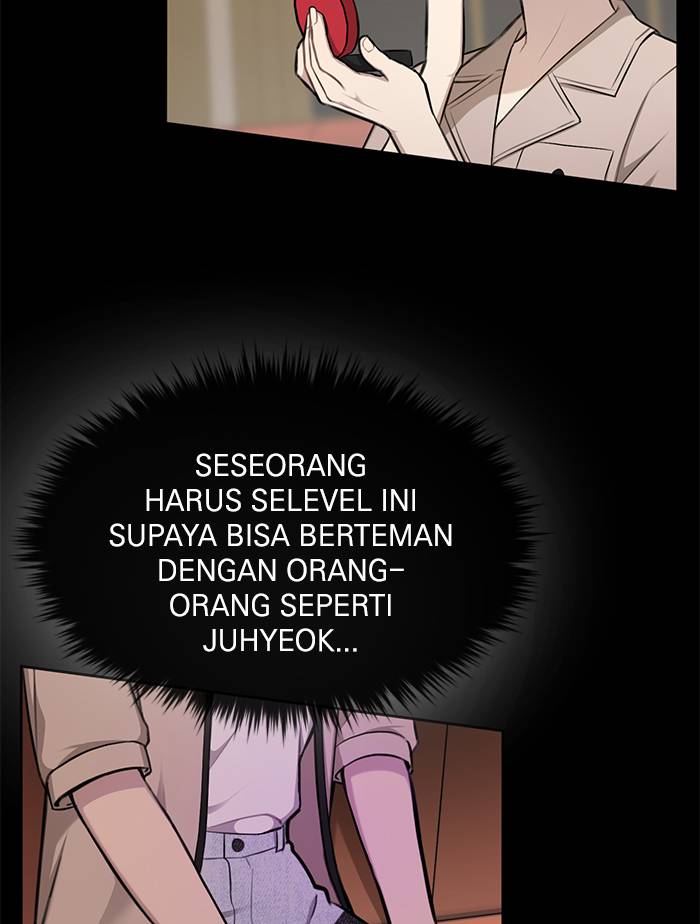 SESEORANG
HARUS SELEVEL INI
SUPAYA BISA BERTEMAN
DENGAN ORANG-
ORANG SEPERTI
JUHYEOK...